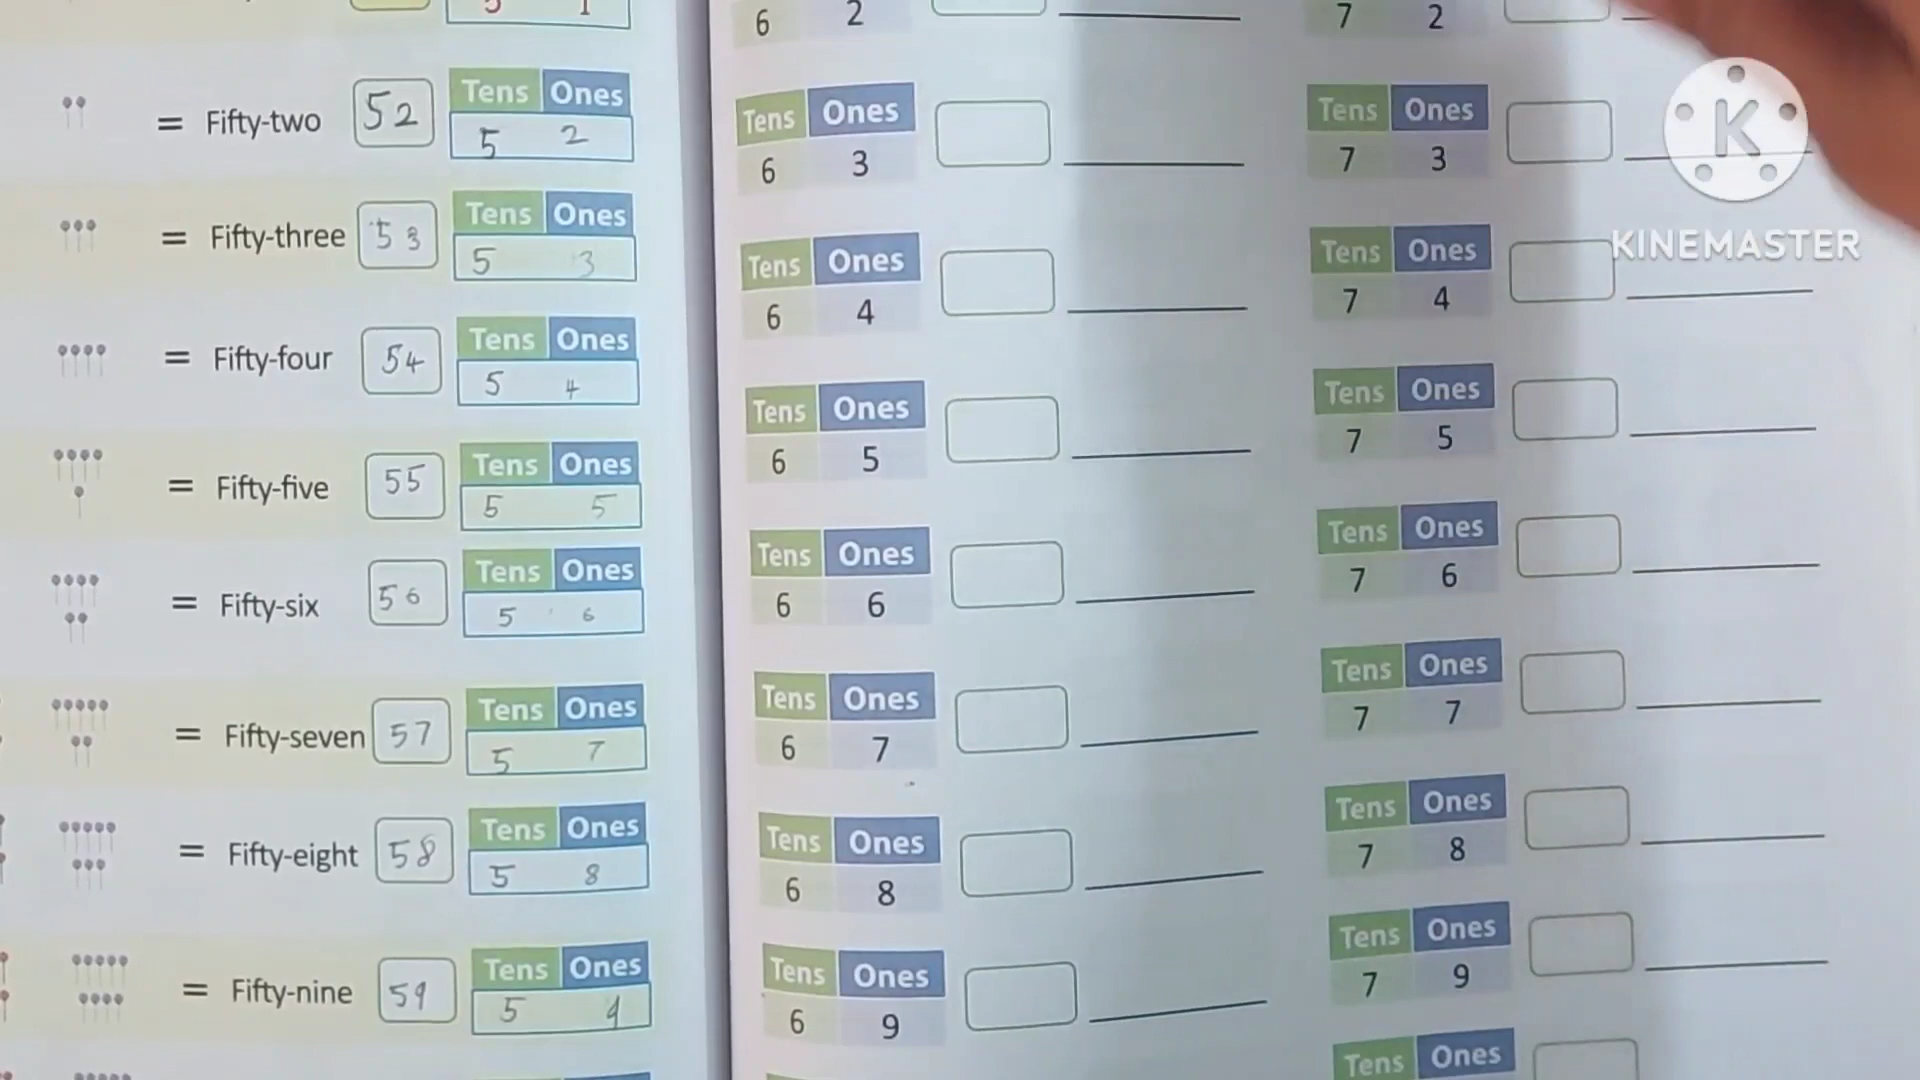 5 1
= Fifty-two 52 Tens Ones
5 2
= Fifty-three 53 Tens Ones
5 3
= Fifty-four 54 Tens Ones
5 4
= Fifty-five 55 Tens Ones
5 5
= Fifty-six 56 Tens Ones
5 6
= Fifty-seven 57 Tens Ones
5 7
= Fifty-eight 58 Tens Ones
5 8
= Fifty-nine 59 Tens Ones
5 9
6 2
Tens Ones
6 3
Tens Ones
6 4
Tens Ones
6 5
Tens Ones
6 6
Tens Ones
6 7
Tens Ones
6 8
Tens Ones
6 9
7 2
Tens Ones
7 3
Tens Ones
7 4
Tens Ones
7 5
Tens Ones
7 6
Tens Ones
7 7
Tens Ones
7 8
Tens Ones
7 9
Tens Ones
K
KINEMASTER